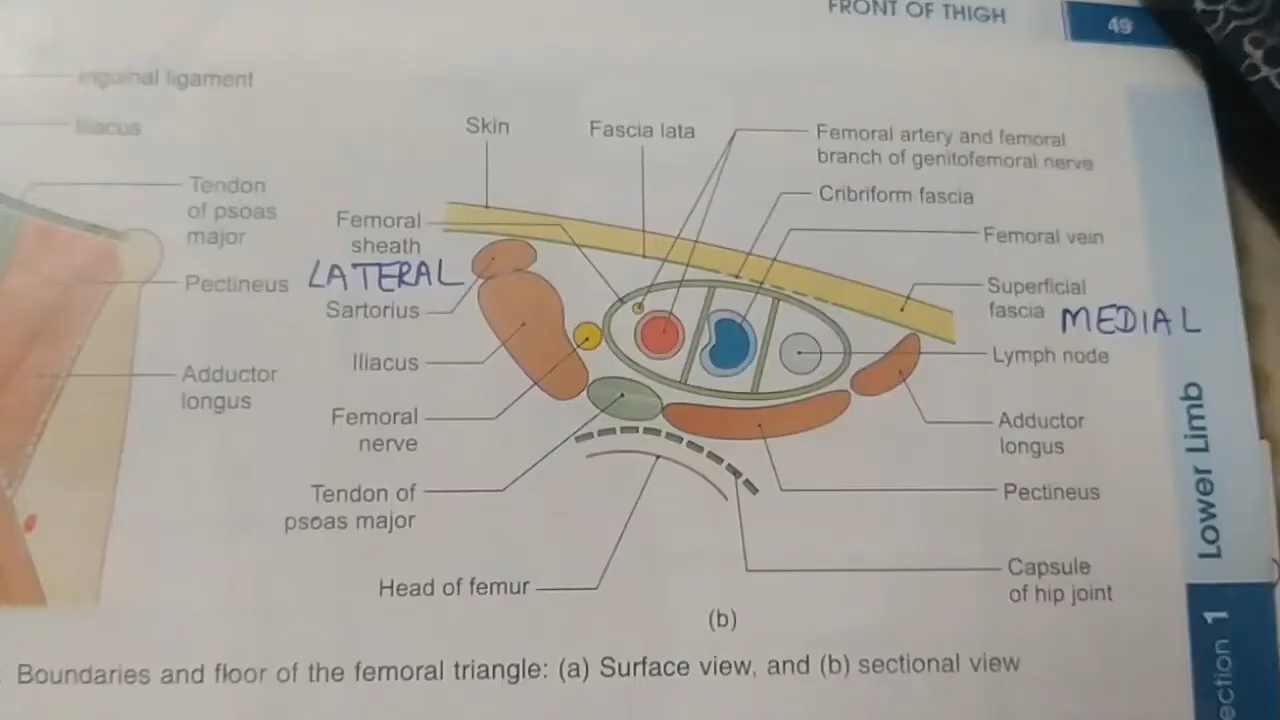 FRONT OF THIGH
49
inguinal ligament
Iliacus
Tendon
of psoas
major
Pectineus
Adductor
longus
Skin
Fascia lata
Femoral artery and femoral
branch of genitofemoral nerve
Cribriform fascia
Femoral
sheath
Femoral vein
LATERAL
Superficial
fascia
MEDIAL
Sartorius
Lymph node
Iliacus
Femoral
nerve
Adductor
longus
Tendon of
psoas major
Pectineus
Head of femur
Capsule
of hip joint
(b)
Boundaries and floor of the femoral triangle: (a) Surface view, and (b) sectional view
Lower Limb
ection 1